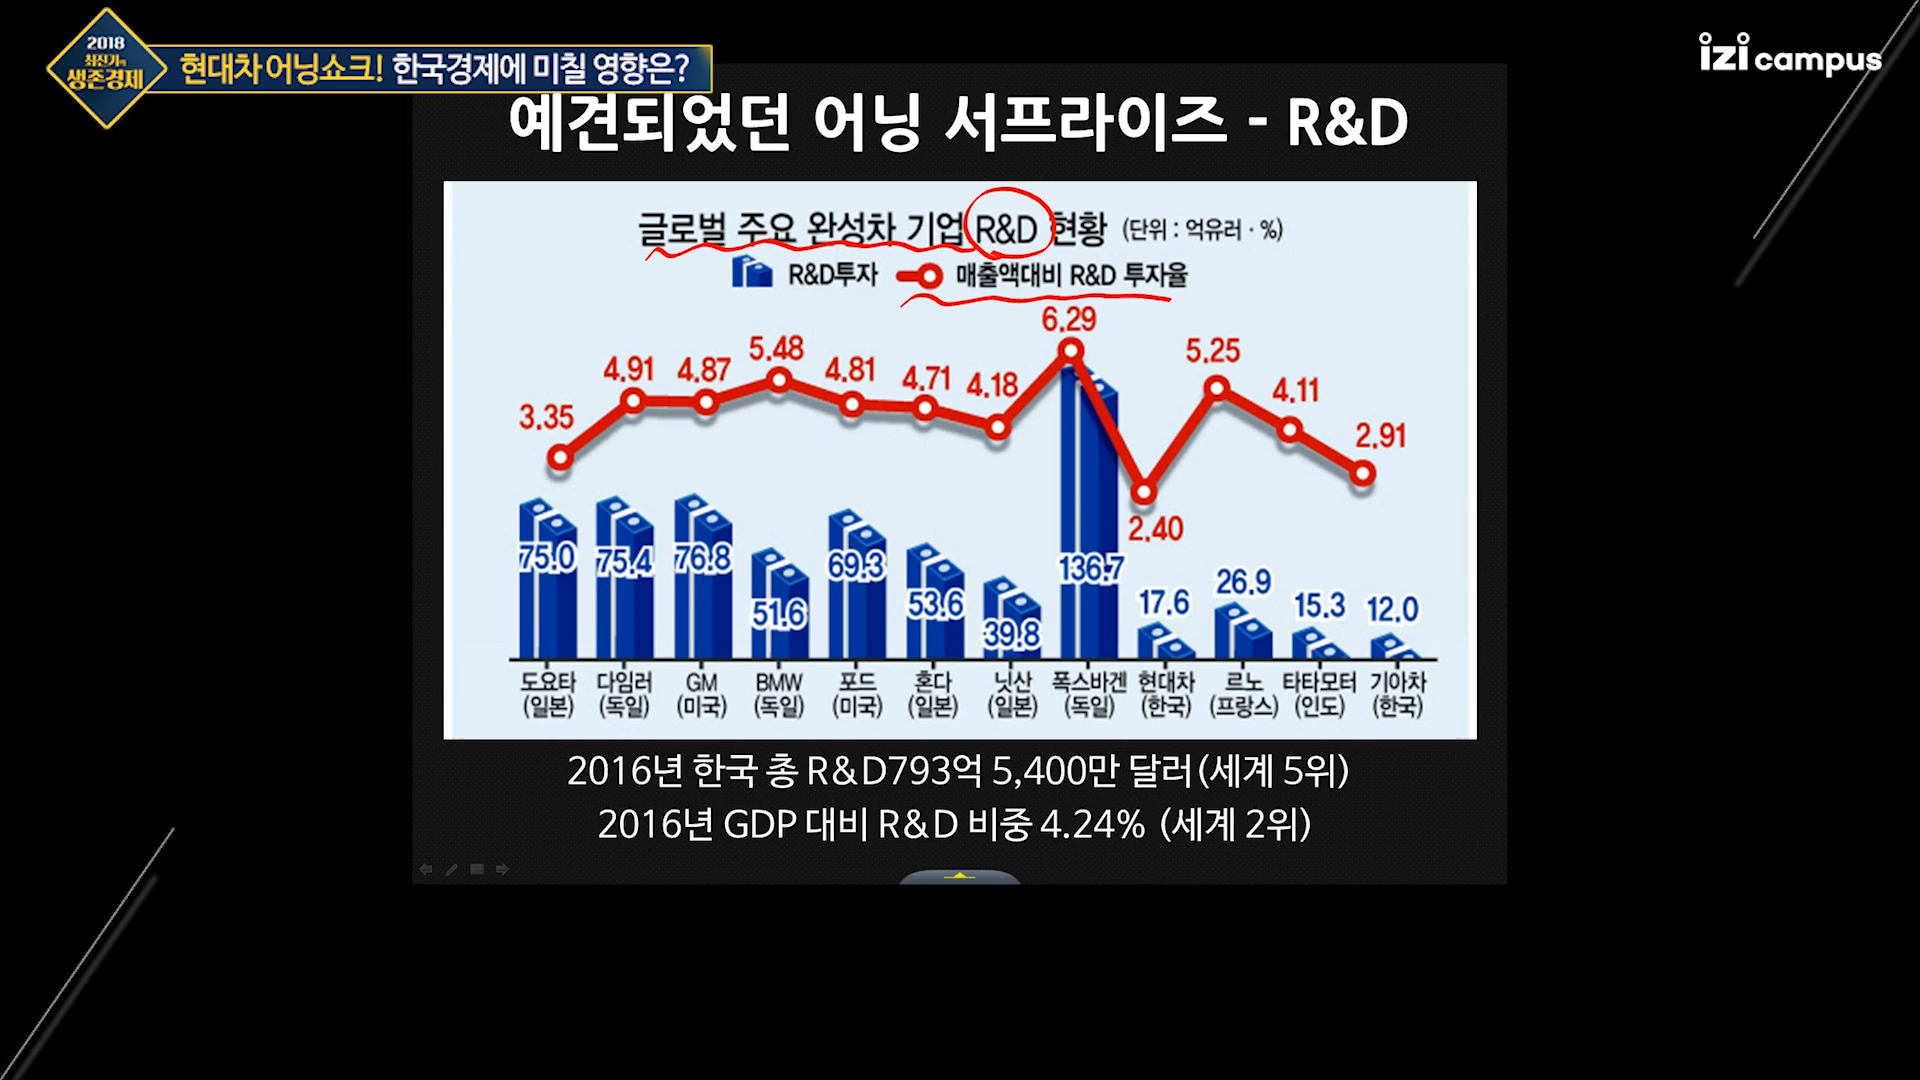 2018
최진기의
생존경제
현대차 어닝쇼크! 한국경제에 미칠 영향은?
izi campus
예견되었던 어닝 서프라이즈 - R&D
글로벌 주요 완성차 기업 R&D 현황 (단위 : 억유러 · %)
R&D투자 매출액대비 R&D 투자율
3.35 4.91 4.87 5.48 4.81 4.71 4.18 6.29 2.40 5.25 4.11 2.91
75.0 75.4 76.8 51.6 69.3 53.6 39.8 136.7 17.6 26.9 15.3 12.0
도요타 다임러 GM BMW 포드 혼다 닛산 폭스바겐 현대차 르노 타타모터 기아차
(일본) (독일) (미국) (독일) (미국) (일본) (일본) (독일) (한국) (프랑스) (인도) (한국)
2016년 한국 총 R&D793억 5,400만 달러(세계 5위)
2016년 GDP 대비 R&D 비중 4.24% (세계 2위)